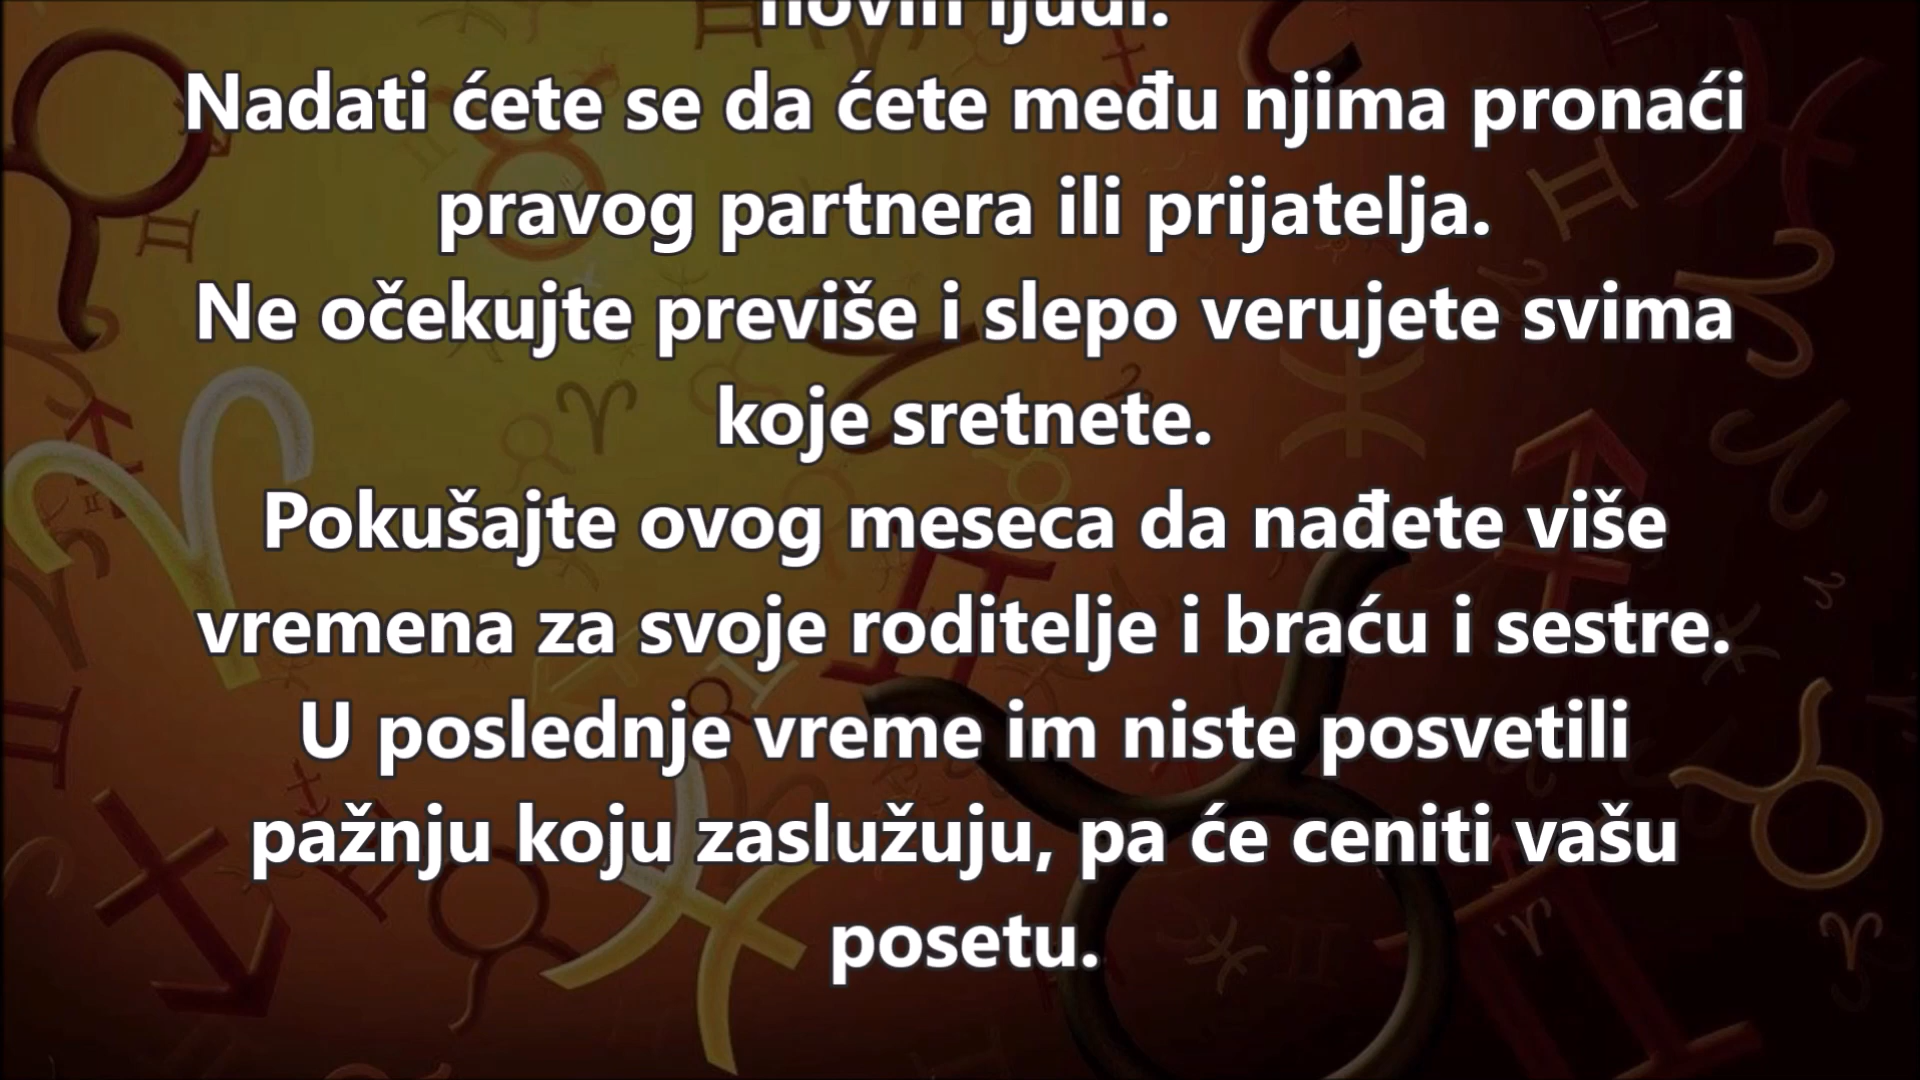 novih ljudi.
Nadati ćete se da ćete među njima pronaći
pravog partnera ili prijatelja.
Ne očekujte previše i slepo verujete svima
koje sretnete.
Pokušajte ovog meseca da nađete više
vremena za svoje roditelje i braću i sestre.
U poslednje vreme im niste posvetili
pažnju koju zaslužuju, pa će ceniti vašu
posetu.